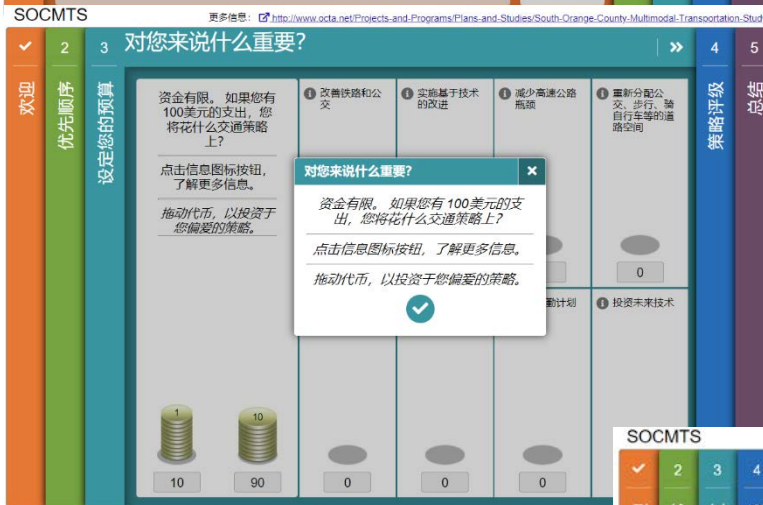 SOCMTS
更多信息: http://www.octa.net/Projects-and-Programs/Plans-and-Studies/South-Orange-County-Multimodal-Transportation-Stud
2
3
对您来说什么重要?
»
4
5
欢迎
优先顺序
设定您的预算
策略评级
总结
资金有限。 如果您有
100美元的支出, 您
将花什么交通策略
上?
点击信息图标按钮,
了解更多信息。
拖动代币, 以投资于
您偏爱的策略。
1
10
10
90
改善铁路和公
交
实施基于技术
的改进
减少高速公路
瓶颈
重新分配公
交、步行、骑
自行车等的道
路空间
0
对您来说什么重要?
资金有限。 如果您有 100美元的支
出, 您将花什么交通策略上?
点击信息图标按钮, 了解更多信息。
拖动代币, 以投资于您偏爱的策略。
勤计划
投资未来技术
0
0
0
SOCMTS
2
3
4